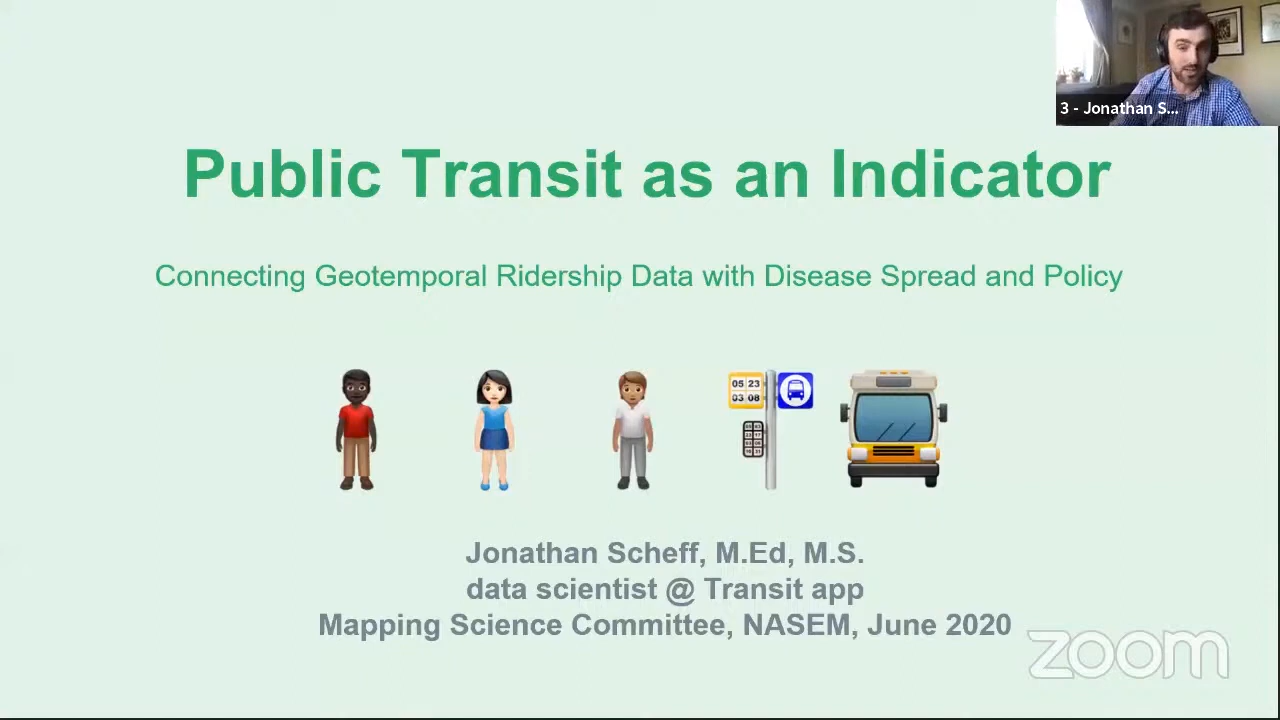 3 - Jonathan S...
Public Transit as an Indicator
Connecting Geotemporal Ridership Data with Disease Spread and Policy
05 23
03 08
Jonathan Scheff, M.Ed, M.S.
data scientist @ Transit app
Mapping Science Committee, NASEM, June 2020
zoom